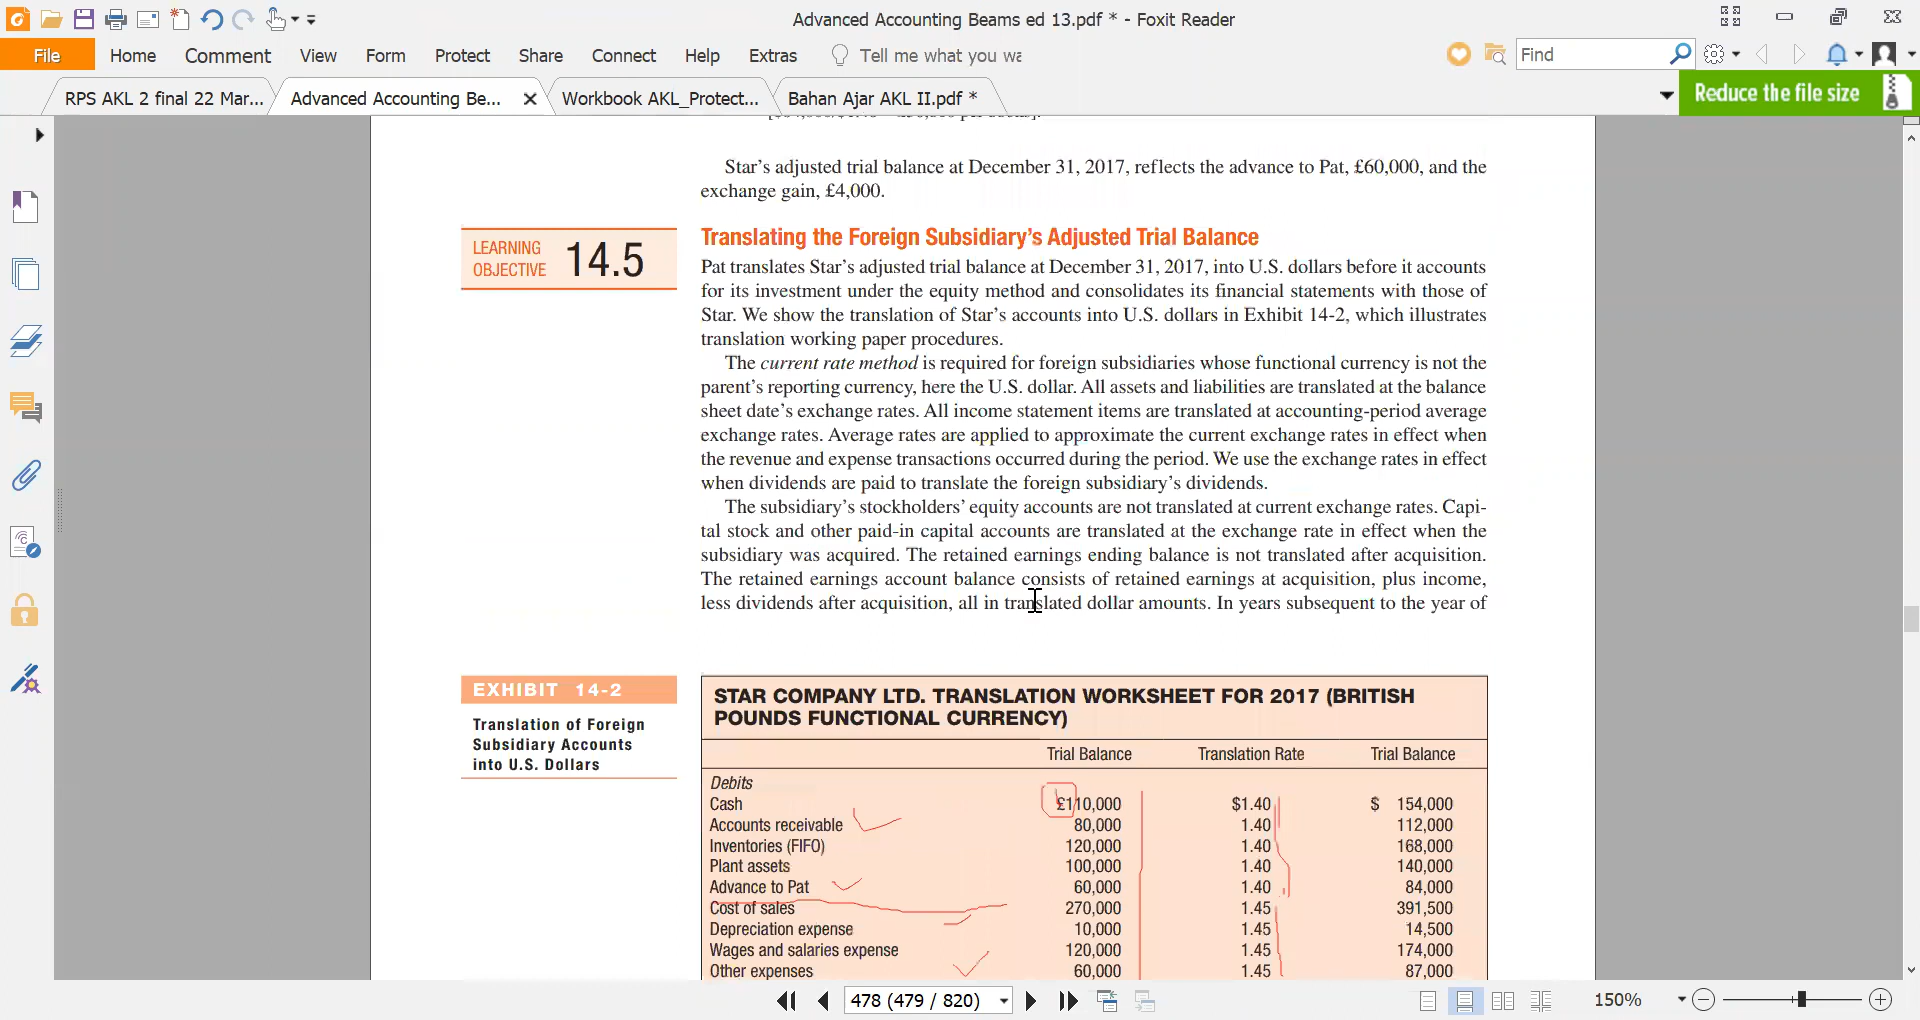 Advanced Accounting Beams ed 13.pdf * - Foxit Reader
File Home Comment View Form Protect Share Connect Help Extras Tell me what you wa
Find
RPS AKL 2 final 22 Mar... Advanced Accounting Be... Workbook AKL_Protect... Bahan Ajar AKL II.pdf *
Reduce the file size
Star's adjusted trial balance at December 31, 2017, reflects the advance to Pat, £60,000, and the
exchange gain, £4,000.
LEARNING
OBJECTIVE 14.5
Translating the Foreign Subsidiary's Adjusted Trial Balance
Pat translates Star's adjusted trial balance at December 31, 2017, into U.S. dollars before it accounts
for its investment under the equity method and consolidates its financial statements with those of
Star. We show the translation of Star's accounts into U.S. dollars in Exhibit 14-2, which illustrates
translation working paper procedures.
The current rate method is required for foreign subsidiaries whose functional currency is not the
parent's reporting currency, here the U.S. dollar. All assets and liabilities are translated at the balance
sheet date's exchange rates. All income statement items are translated at accounting-period average
exchange rates. Average rates are applied to approximate the current exchange rates in effect when
the revenue and expense transactions occurred during the period. We use the exchange rates in effect
when dividends are paid to translate the foreign subsidiary's dividends.
The subsidiary's stockholders' equity accounts are not translated at current exchange rates. Capi-
tal stock and other paid-in capital accounts are translated at the exchange rate in effect when the
subsidiary was acquired. The retained earnings ending balance is not translated after acquisition.
The retained earnings account balance consists of retained earnings at acquisition, plus income,
less dividends after acquisition, all in translated dollar amounts. In years subsequent to the year of
EXHIBIT 14-2
Translation of Foreign
Subsidiary Accounts
into U.S. Dollars
STAR COMPANY LTD. TRANSLATION WORKSHEET FOR 2017 (BRITISH
POUNDS FUNCTIONAL CURRENCY)
Trial Balance Translation Rate Trial Balance
Debits
Cash £110,000 $1.40 $ 154,000
Accounts receivable 80,000 1.40 112,000
Inventories (FIFO) 120,000 1.40 168,000
Plant assets 100,000 1.40 140,000
Advance to Pat 60,000 1.40 84,000
Cost of sales 270,000 1.45 391,500
Depreciation expense 10,000 1.45 14,500
Wages and salaries expense 120,000 1.45 174,000
Other expenses 60,000 1.45 87,000
478 (479 / 820)
150%